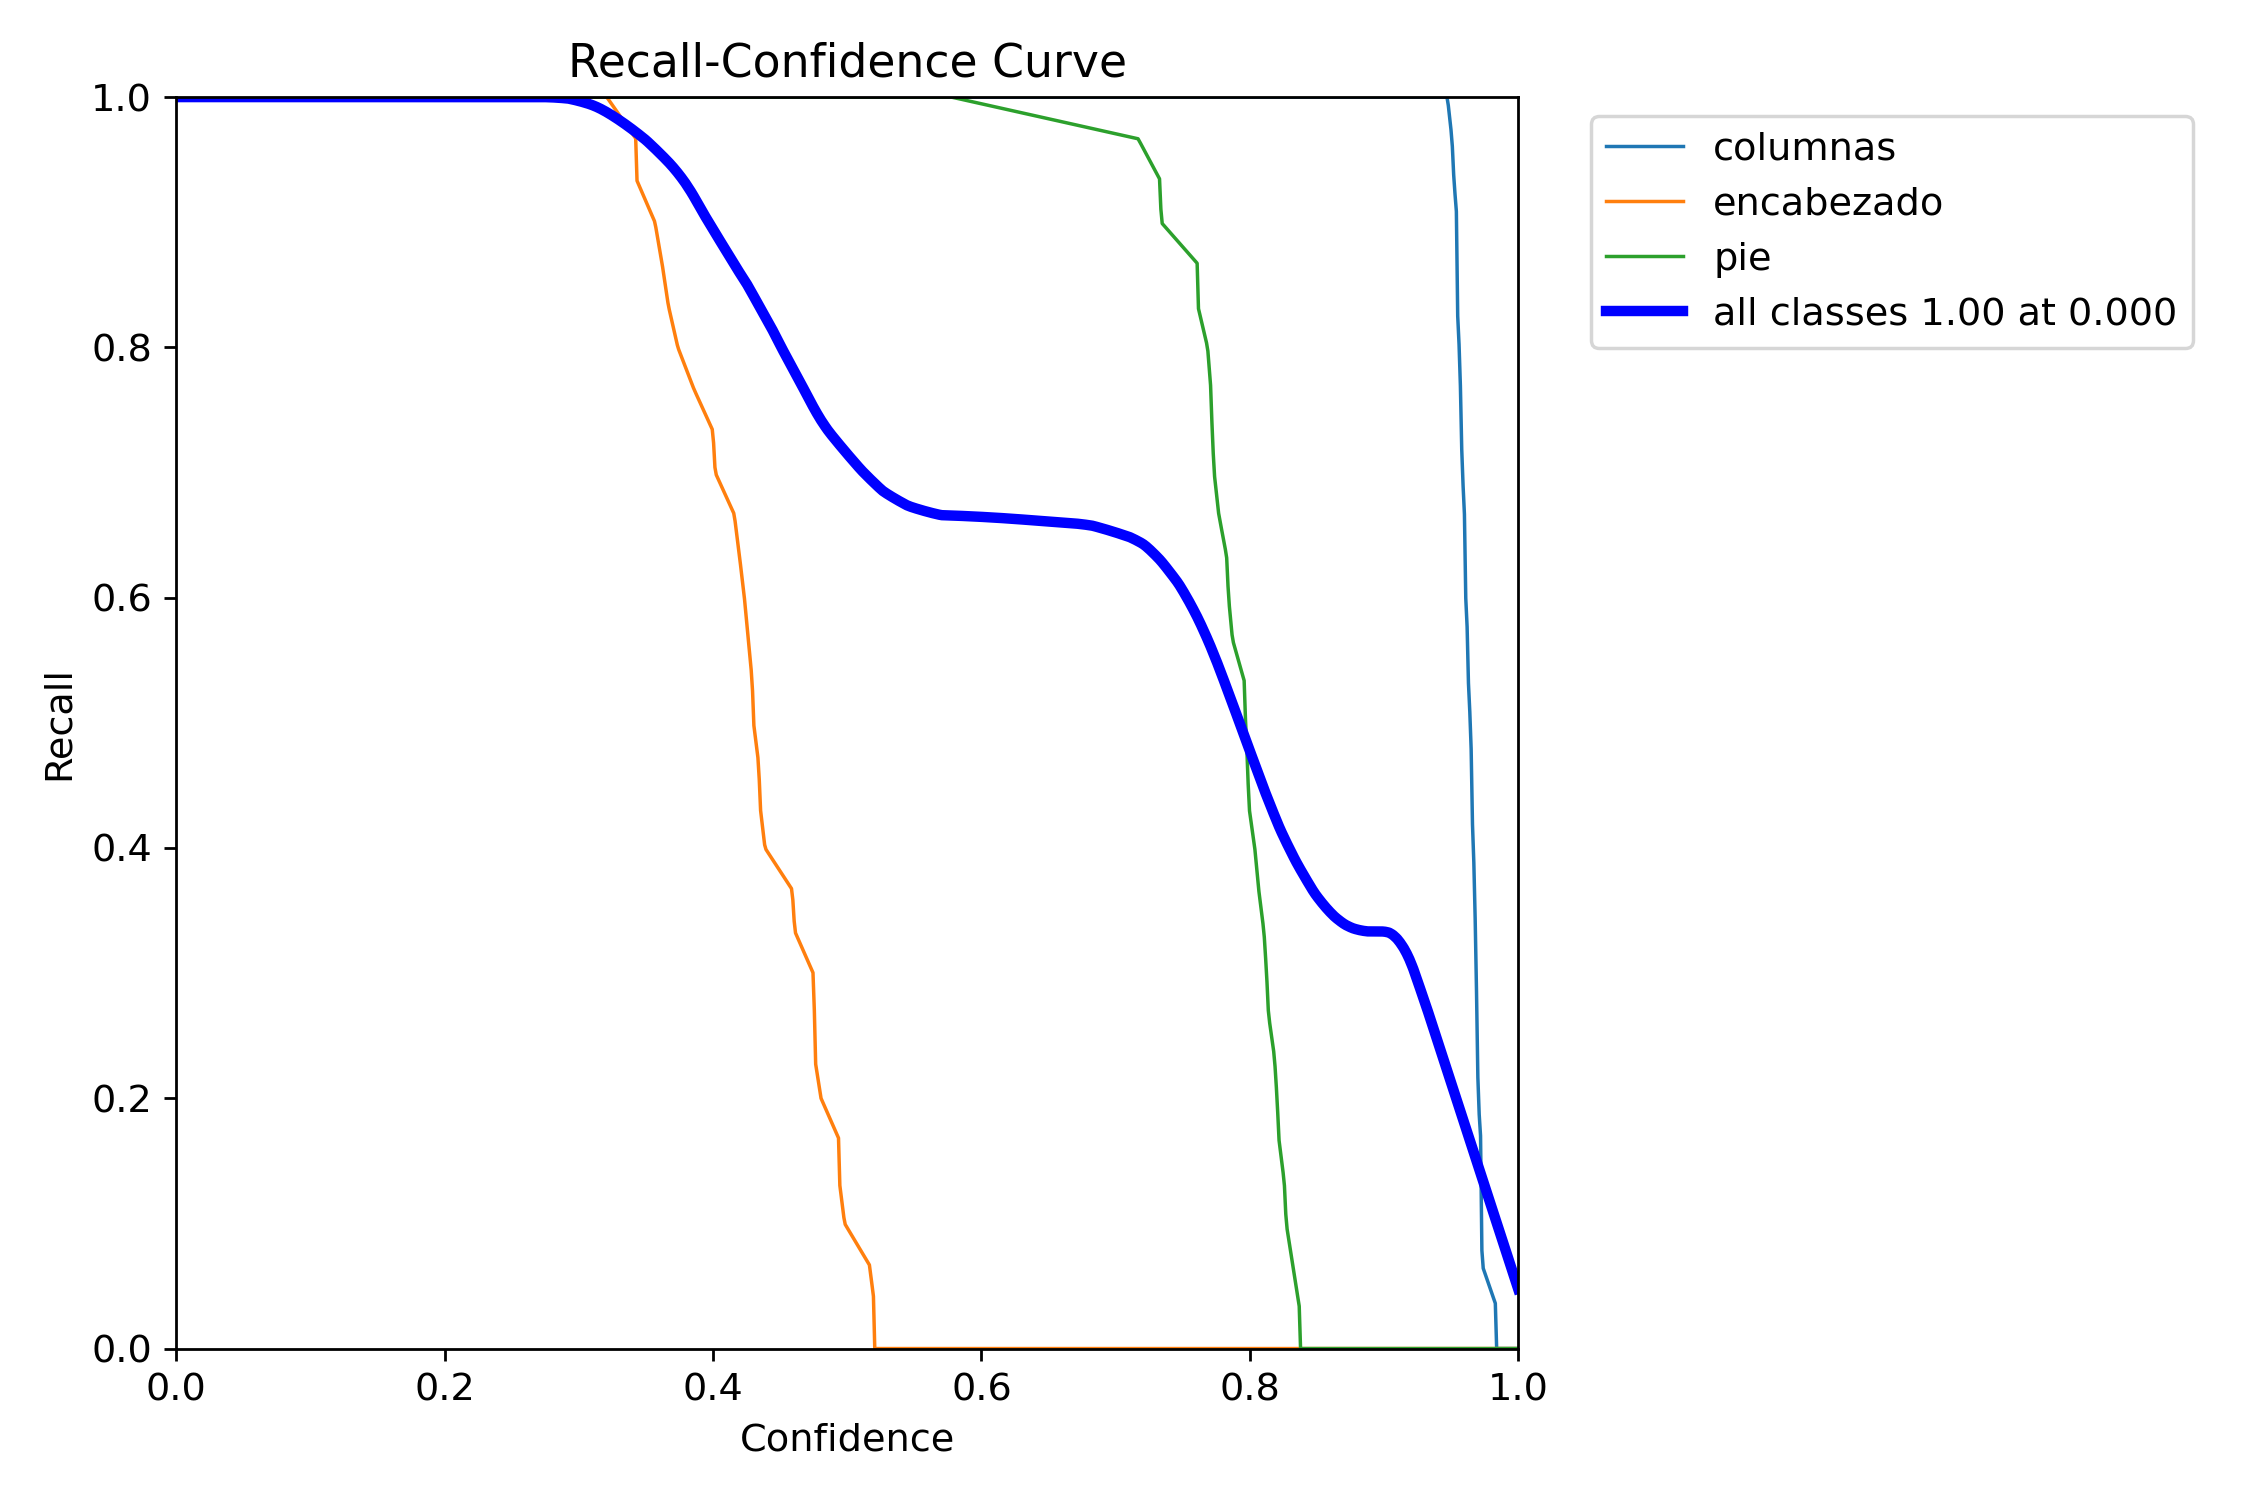 Recall-Confidence Curve
1.0
0.8
0.6
0.4
0.2
0.0
Recall
0.0 0.2 0.4 0.6 0.8 1.0
Confidence
columnas
encabezado
pie
all classes 1.00 at 0.000